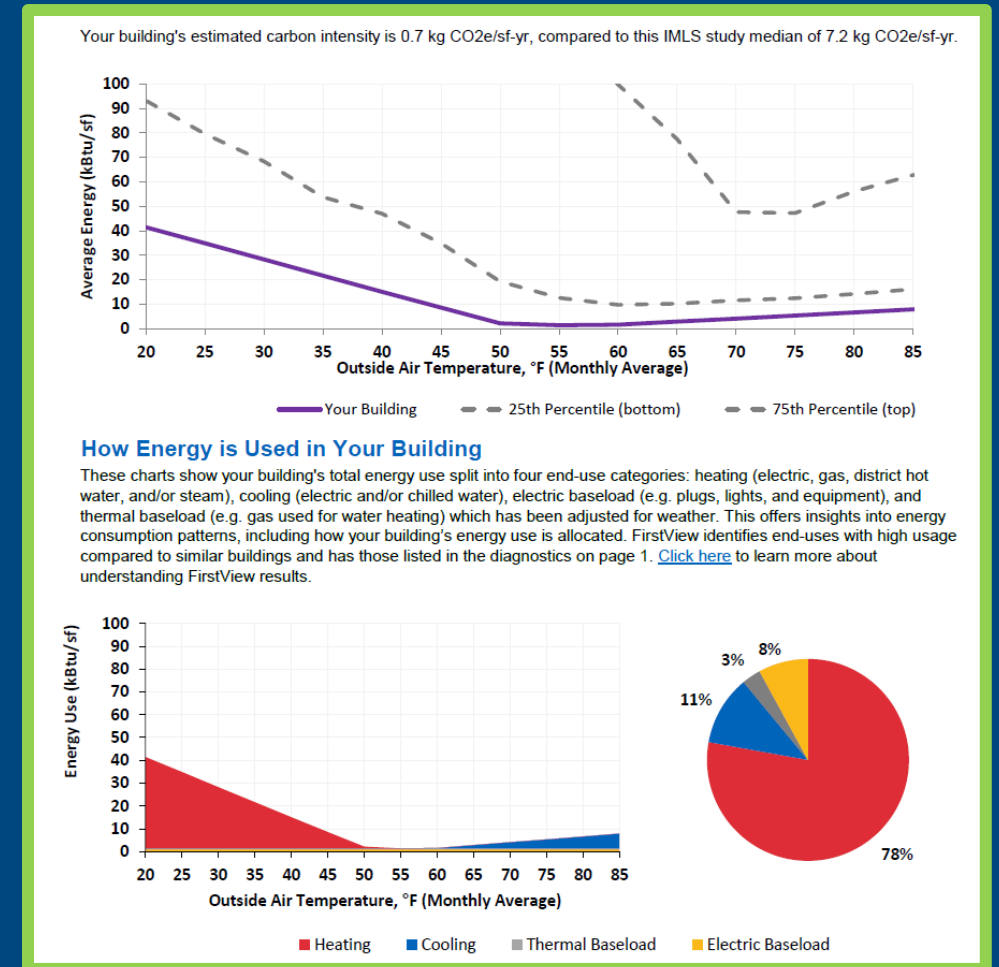 Your building's estimated carbon intensity is 0.7 kg CO2e/sf-yr, compared to this IMLS study median of 7.2 kg CO2e/sf-yr.
Average Energy (kBtu/sf)
100
90
80
70
60
50
40
30
20
10
0
20 25 30 35 40 45 50 55 60 65 70 75 80 85
Outside Air Temperature, °F (Monthly Average)
Your Building 25th Percentile (bottom) 75th Percentile (top)
How Energy is Used in Your Building
These charts show your building's total energy use split into four end-use categories: heating (electric, gas, district hot
water, and/or steam), cooling (electric and/or chilled water), electric baseload (e.g. plugs, lights, and equipment), and
thermal baseload (e.g. gas used for water heating) which has been adjusted for weather. This offers insights into energy
consumption patterns, including how your building's energy use is allocated. FirstView identifies end-uses with high usage
compared to similar buildings and has those listed in the diagnostics on page 1. Click here to learn more about
understanding FirstView results.
Energy Use (kBtu/sf)
100
90
80
70
60
50
40
30
20
10
0
20 25 30 35 40 45 50 55 60 65 70 75 80 85
Outside Air Temperature, °F (Monthly Average)
8%
3%
11%
78%
Heating Cooling Thermal Baseload Electric Baseload